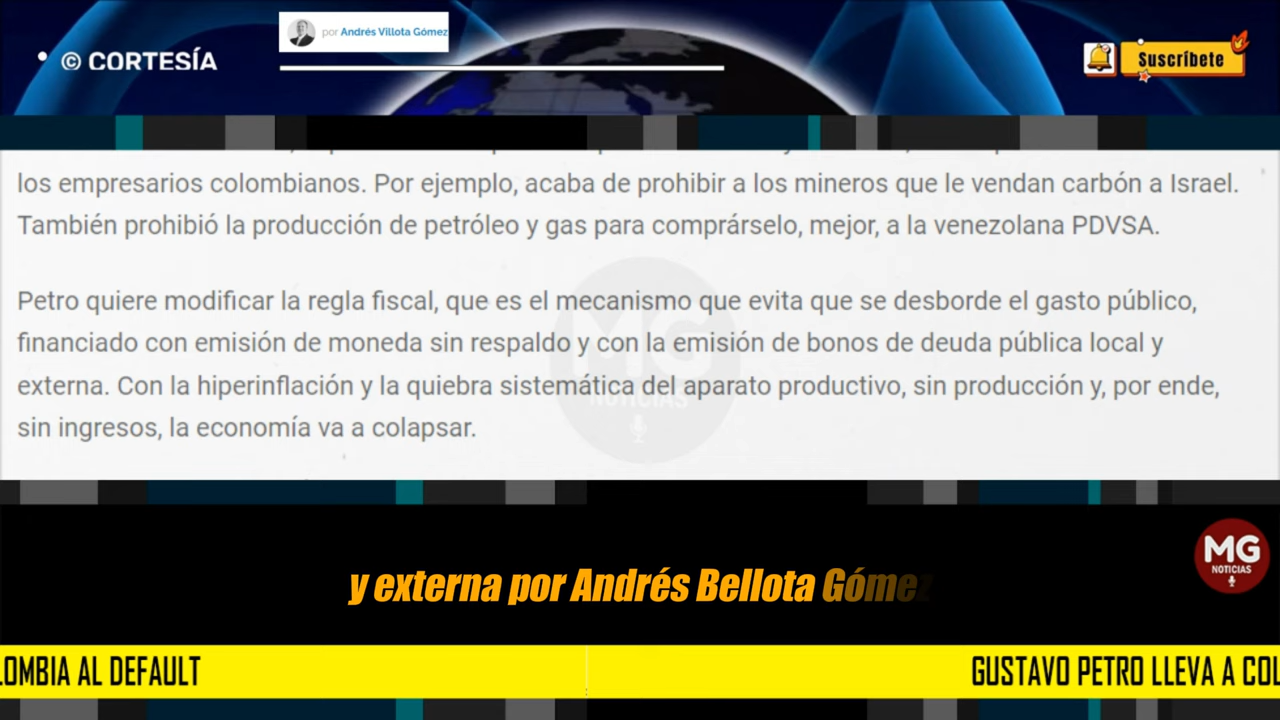 por Andrés Villota Gómez
© CORTESÍA
Suscríbete
los empresarios colombianos. Por ejemplo, acaba de prohibir a los mineros que le vendan carbón a Israel.
También prohibió la producción de petróleo y gas para comprárselo, mejor, a la venezolana PDVSA.
Petro quiere modificar la regla fiscal, que es el mecanismo que evita que se desborde el gasto público,
financiado con emisión de moneda sin respaldo y con la emisión de bonos de deuda pública local y
externa. Con la hiperinflación y la quiebra sistemática del aparato productivo, sin producción y, por ende,
sin ingresos, la economía va a colapsar.
MG
NOTICIAS
y externa por Andrés Bellota Gómez
MG
NOTICIAS
LOMBIA AL DEFAULT
GUSTAVO PETRO LLEVA A COL